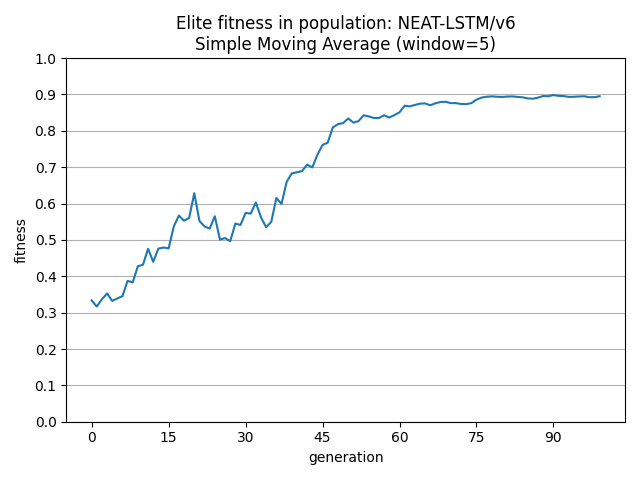 Elite fitness in population: NEAT-LSTM/v6
Simple Moving Average (window=5)
1.0
0.9
0.8
0.7
0.6
0.5
0.4
0.3
0.2
0.1
0.0
fitness
0 15 30 45 60 75 90
generation